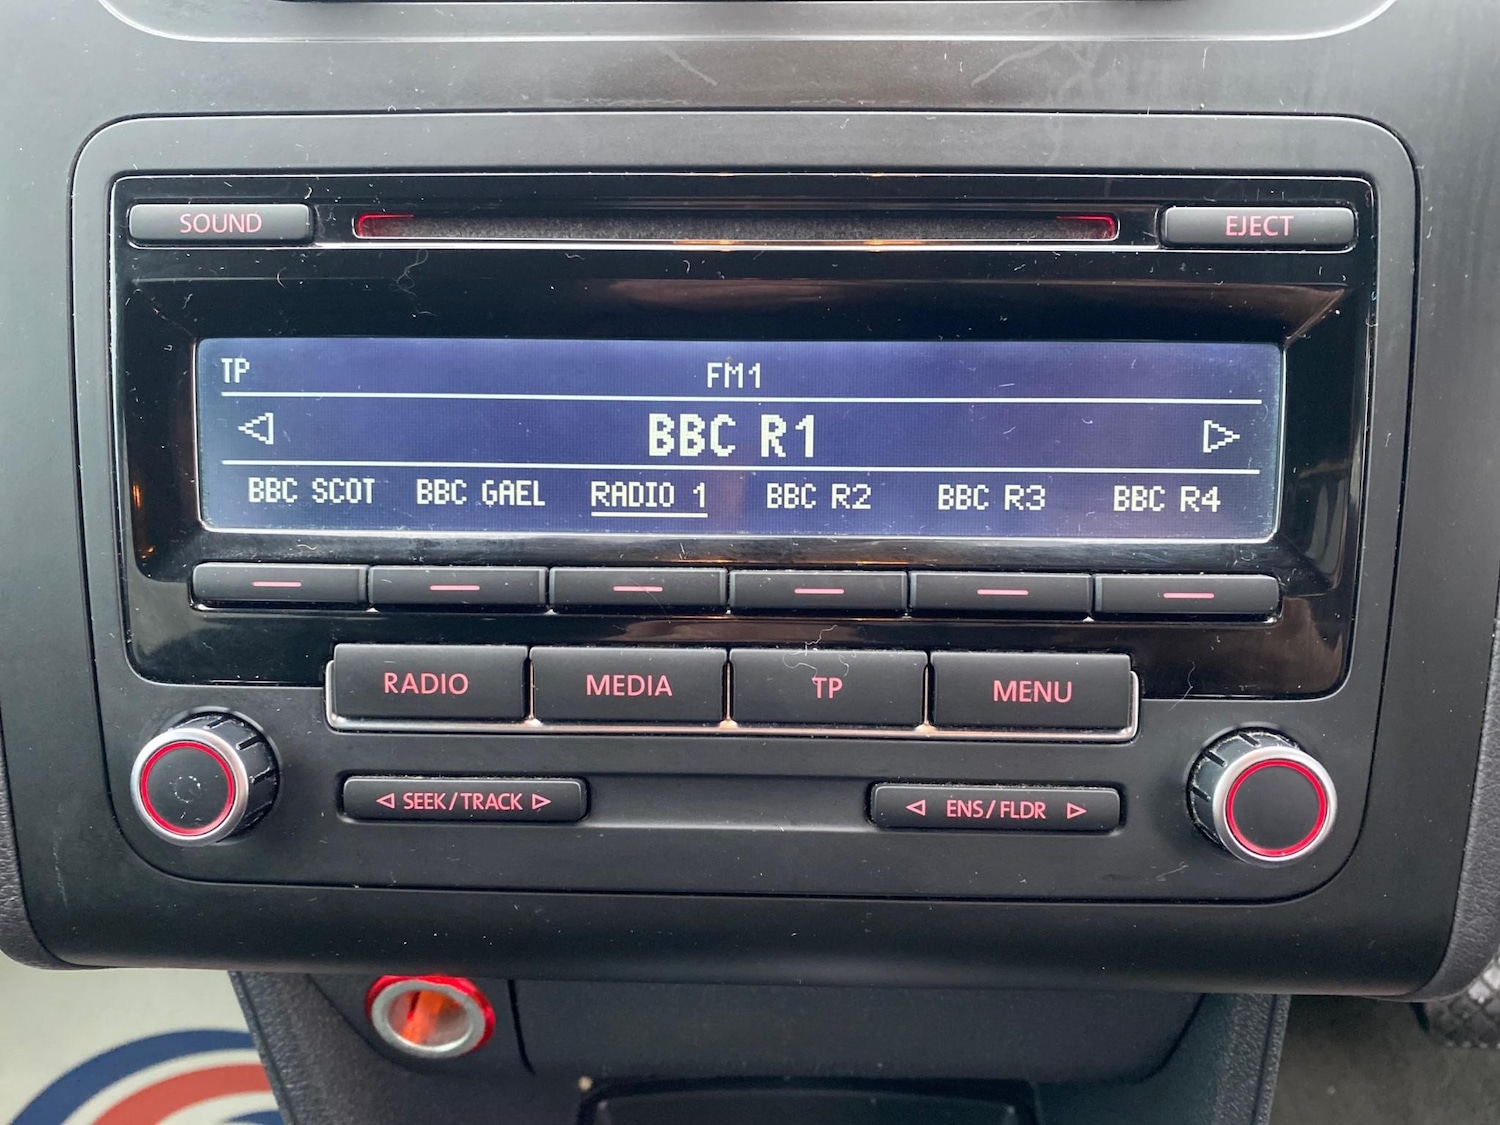 SOUND EJECT
TP FM1
BBC R1
BBC SCOT BBC GAEL RADIO 1 BBC R2 BBC R3 BBC R4
RADIO MEDIA TP MENU
SEEK/TRACK ENS/FLDR